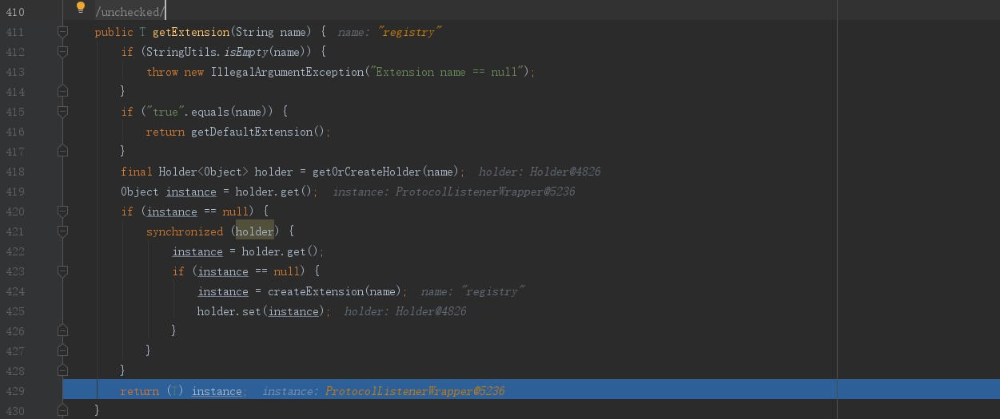 410 /unchecked/
411 public T getExtension(String name) { name: "registry"
412 if (StringUtils.isEmpty(name)) {
413 throw new IllegalArgumentException("Extension name == null");
414 }
415 if ("true".equals(name)) {
416 return getDefaultExtension();
417 }
418 final Holder<Object> holder = getOrCreateHolder(name); holder: Holder@4826
419 Object instance = holder.get(); instance: ProtocolListenerWrapper@5236
420 if (instance == null) {
421 synchronized (holder) {
422 instance = holder.get();
423 if (instance == null) {
424 instance = createExtension(name); name: "registry"
425 holder.set(instance); holder: Holder@4826
426 }
427 }
428 }
429 return (T) instance; instance: ProtocolListenerWrapper@5236
430 }